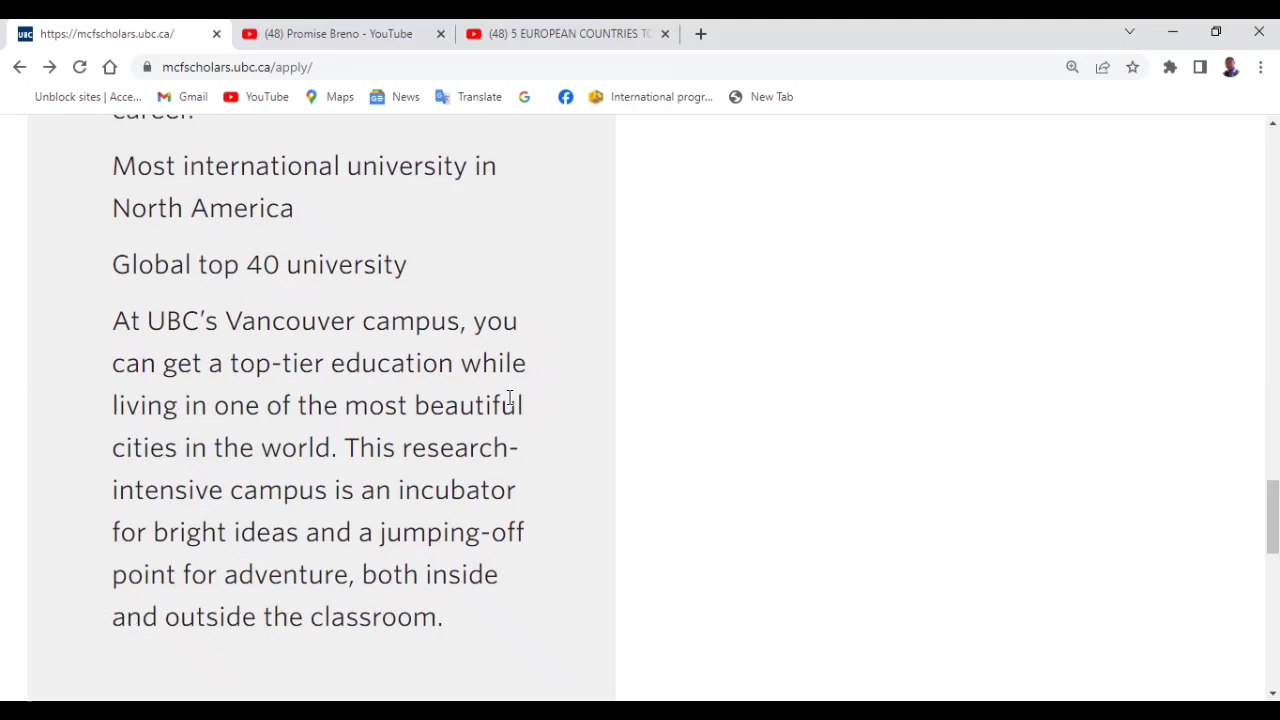 https://mcfscholars.ubc.ca/
(48) Promise Breno - YouTube
(48) 5 EUROPEAN COUNTRIES TO
mcfscholars.ubc.ca/apply/
Unblock sites | Acce...
Gmail
YouTube
Maps
News
Translate
International progr...
New Tab
career.
Most international university in
North America
Global top 40 university
At UBC’s Vancouver campus, you
can get a top-tier education while
living in one of the most beautiful
cities in the world. This research-
intensive campus is an incubator
for bright ideas and a jumping-off
point for adventure, both inside
and outside the classroom.